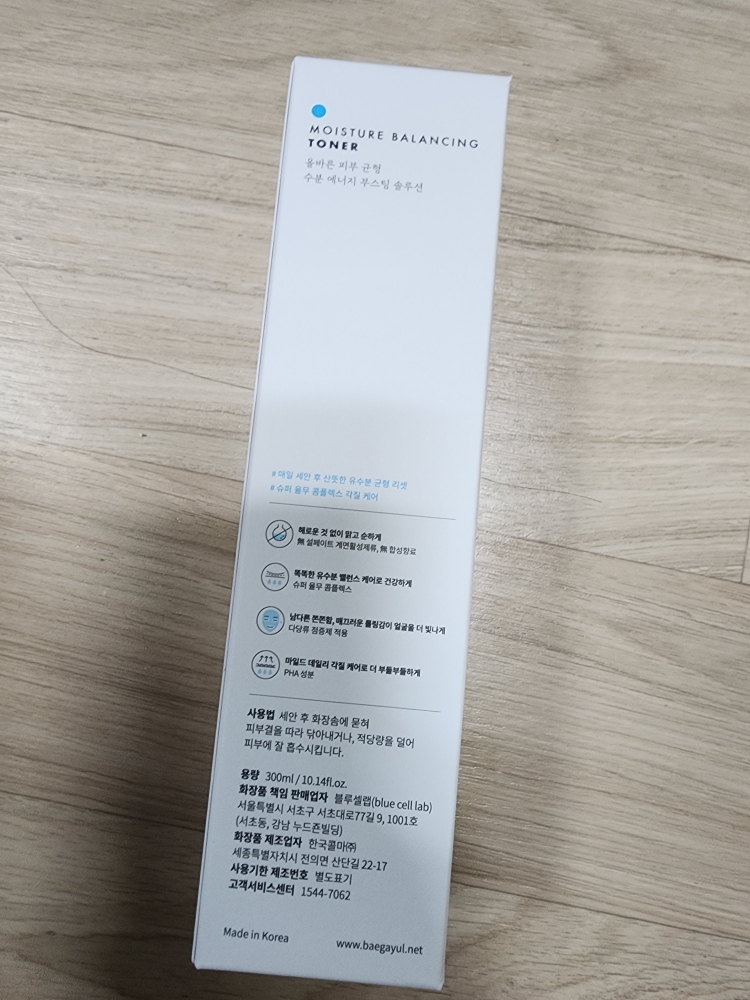 MOISTURE BALANCING
TONER
올바른 피부 균형
수분 에너지 부스팅 솔루션
# 매일 세안 후 산뜻한 유수분 균형 리셋
# 슈퍼 율무 콤플렉스 각질 케어
해로운 것 없이 맑고 순하게
無 설페이트 계면활성제류, 無 합성향료
똑똑한 유수분 밸런스 케어로 건강하게
슈퍼 율무 콤플렉스
남다른 쫀쫀함, 매끄러운 롤링감이 얼굴을 더 빛나게
다당류 점증제 적용
마일드 데일리 각질 케어로 더 부들부들하게
PHA 성분
사용법 세안 후 화장솜에 묻혀
피부결을 따라 닦아내거나, 적당량을 덜어
피부에 잘 흡수시킵니다.
용량 300ml / 10.14fl.oz.
화장품 책임 판매업자 블루셀랩(blue cell lab)
서울특별시 서초구 서초대로77길 9, 1001호
(서초동, 강남 누드죤빌딩)
화장품 제조업자 한국콜마㈜
세종특별자치시 전의면 산단길 22-17
사용기한 제조번호 별도표기
고객서비스센터 1544-7062
Made in Korea
www.baegayul.net